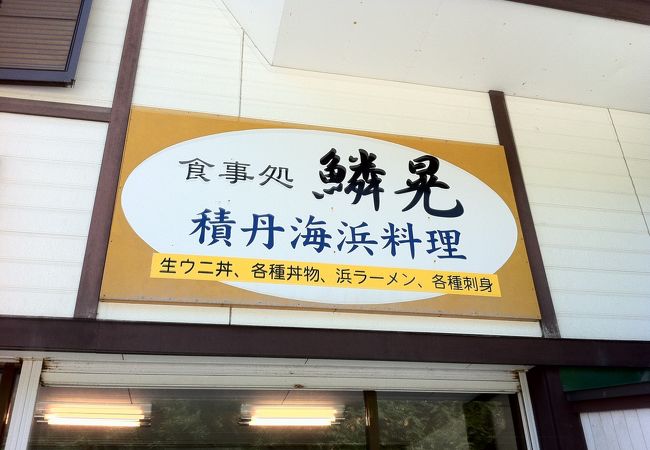 食事処 鱗晃
積丹海浜料理
生ウニ丼、各種丼物、浜ラーメン、各種刺身